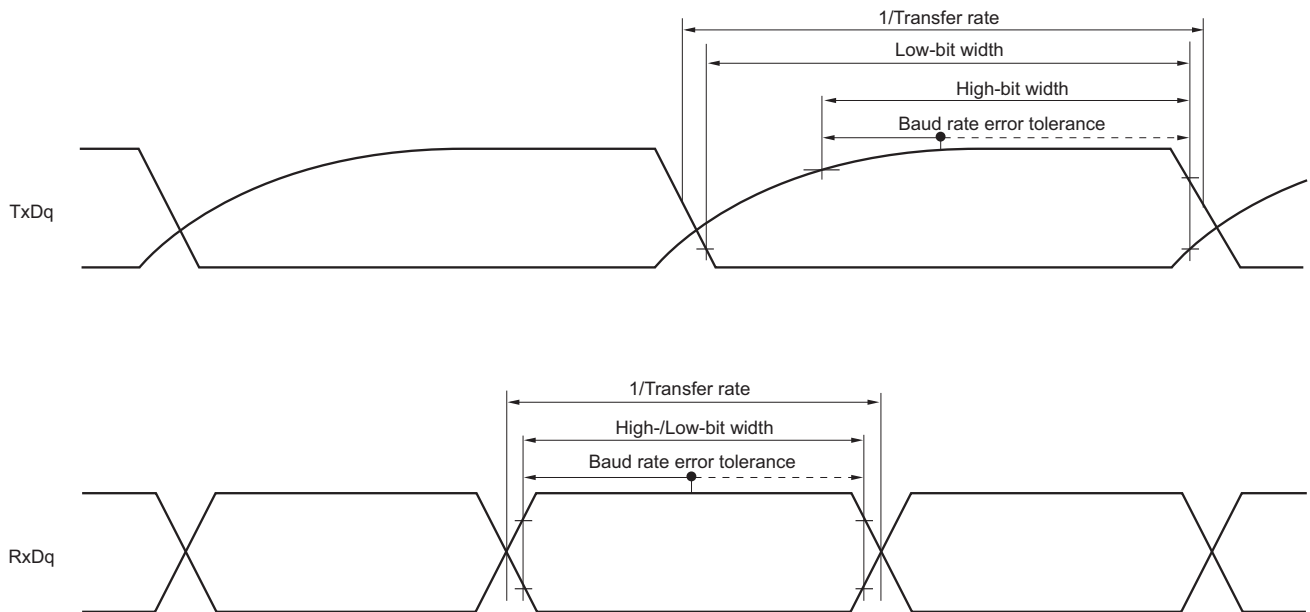 1/Transfer rate
Low-bit width
High-bit width
Baud rate error tolerance
TxDq
1/Transfer rate
High-/Low-bit width
Baud rate error tolerance
RxDq